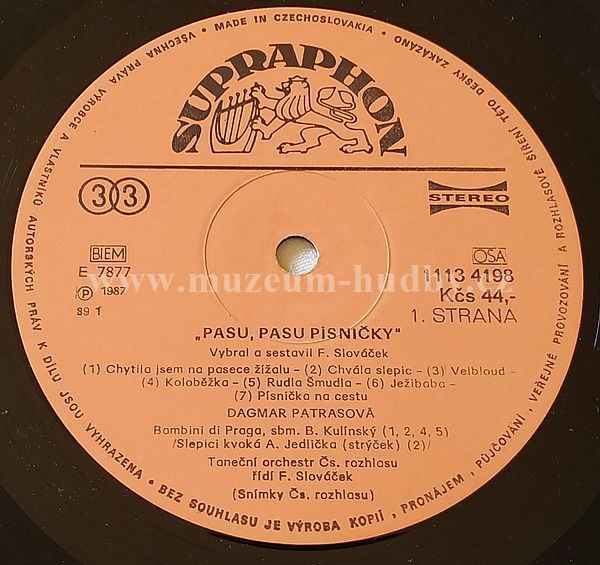 VŠECHNA PRÁVA VÝROBCE A VLASTNÍKŮ AUTORSKÝCH PRÁV K DÍLU JSOU VYHRAZENA • BEZ SOUHLASU JE VÝROBA KOPIÍ, PRONÁJEM, PŮJČOVÁNÍ, VEŘEJNÉ PROVOZOVÁNÍ A ROZHLASOVÉ ŠÍŘENÍ TÉTO DESKY ZAKÁZÁNO • MADE IN CZECHOSLOVAKIA •
SUPRAPHON
33
STEREO
BIEM
OSA
E 7877
1113 4198
www.muzeum-hudby.cz
Ⓟ 1987
Kčs 44,-
89 1
1. STRANA
„PASU, PASU PÍSNIČKY“
Vybral a sestavil F. Slováček
(1) Chytila jsem na pasece žížalu – (2) Chvála slepic – (3) Velbloud –
(4) Koloběžka – (5) Rudla Šmudla – (6) Ježibaba –
(7) Písnička na cestu
DAGMAR PATRASOVÁ
Bambini di Praga, sbm. B. Kulínský (1, 2, 4, 5)
/Slepici kvoká A. Jedlička (strýček) (2)/
Taneční orchestr Čs. rozhlasu
řídí F. Slováček
(Snímky Čs. rozhlasu)